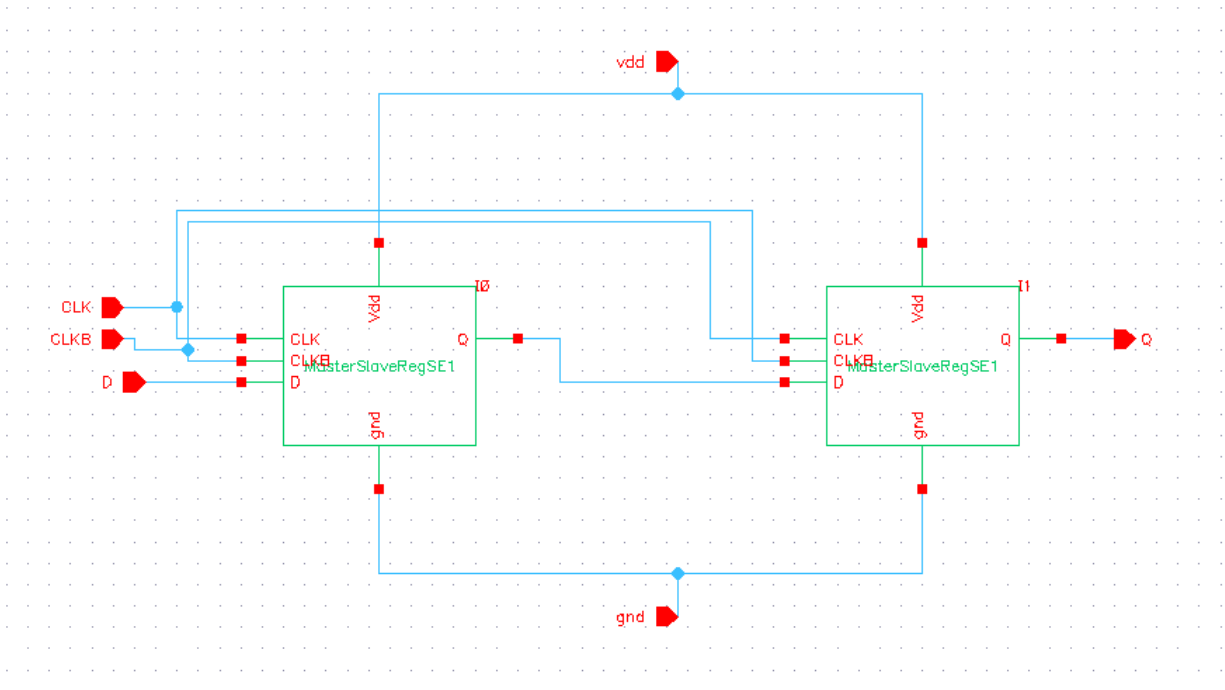 vdd
I0
I1
Vdd
Vdd
CLK
CLK
Q
CLK
Q
Q
CLKB
CLKB
CLKB
MasterSlaveRegSE1
MasterSlaveRegSE1
D
D
D
gnd
gnd
gnd